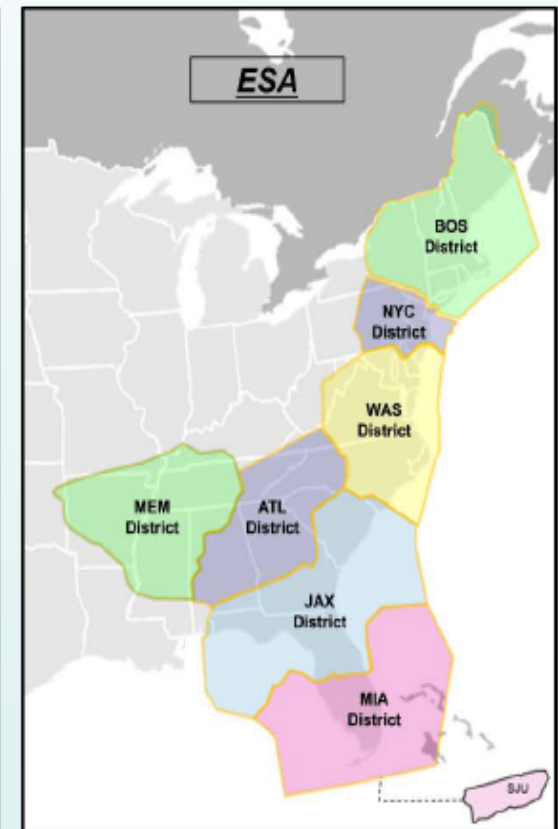 ESA
BOS
District
NYC
District
WAS
District
MEM
District
ATL
District
JAX
District
MIA
District
SJU